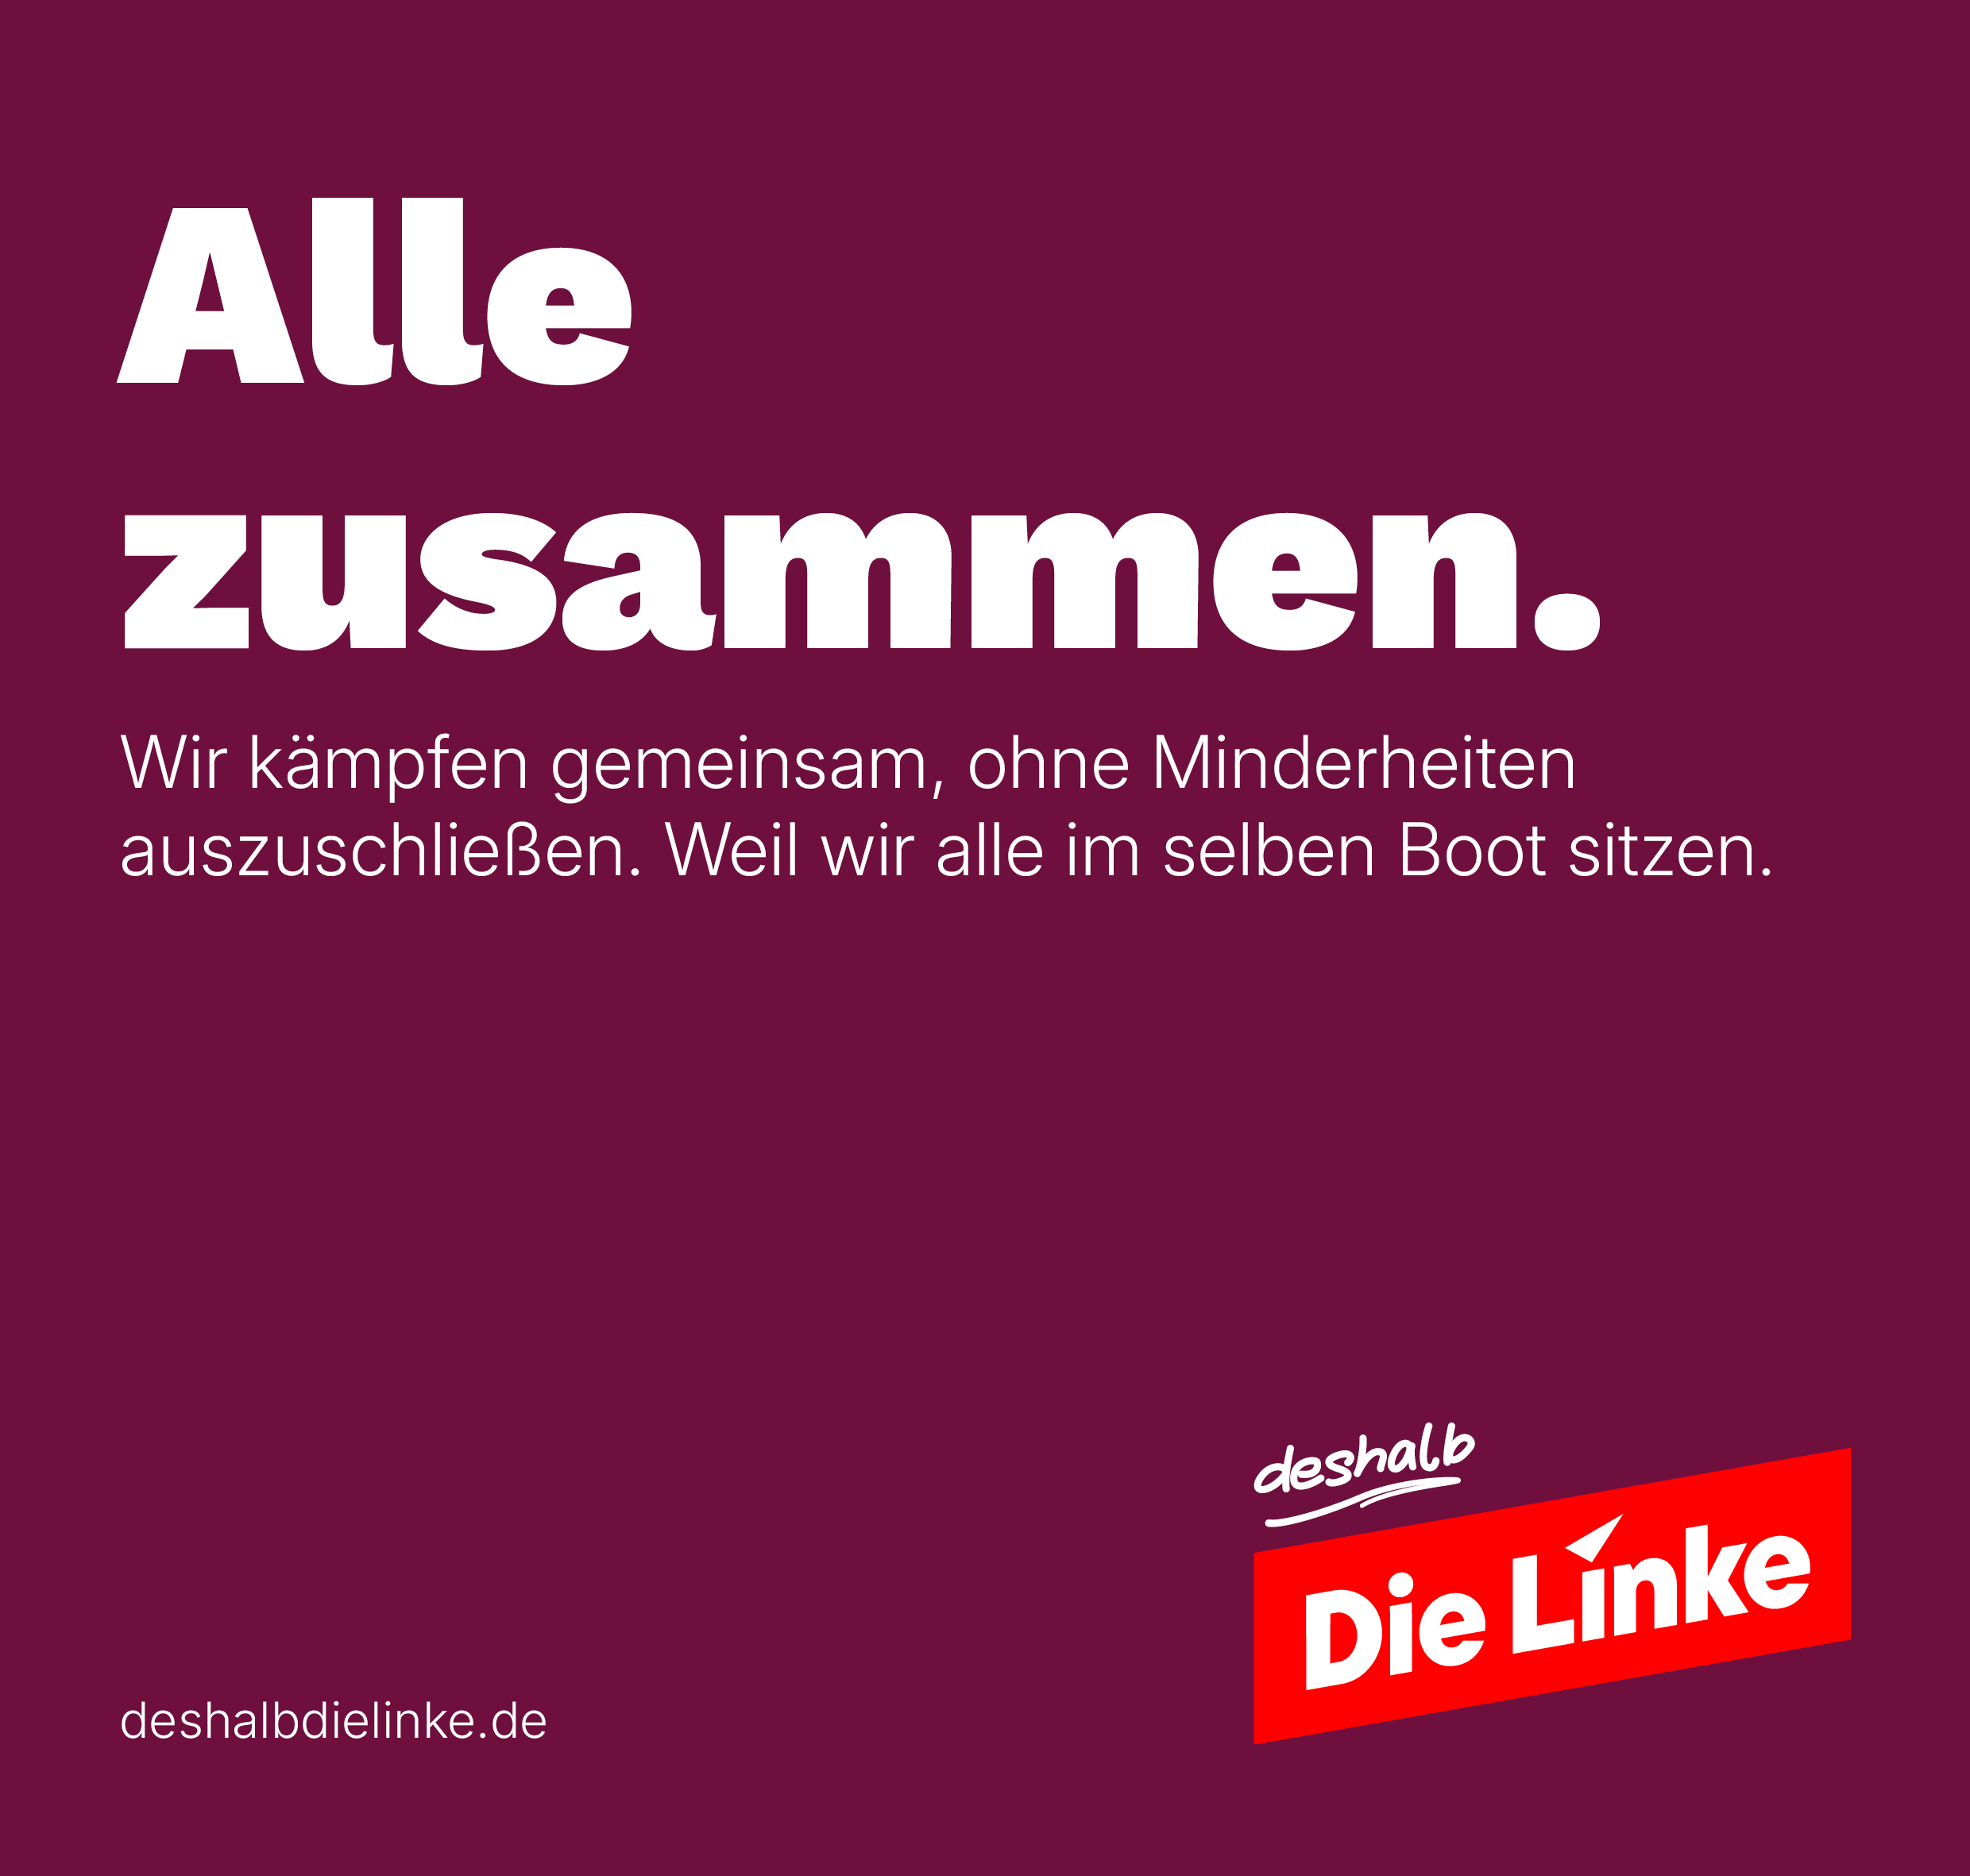 Alle
zusammen.
Wir kämpfen gemeinsam, ohne Minderheiten
auszuschließen. Weil wir alle im selben Boot sitzen.
deshalb
Die Linke
deshalbdielinke.de